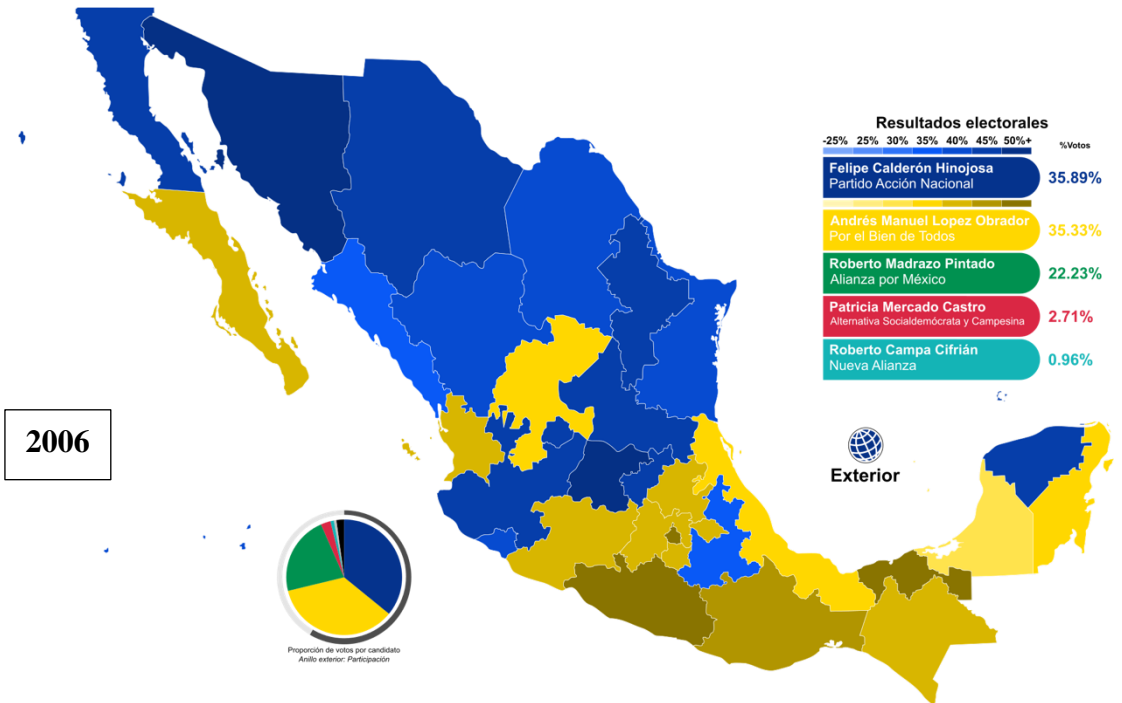 Resultados electorales
-25% 25% 30% 35% 40% 45% 50%+ %Votos
Felipe Calderón Hinojosa
Partido Acción Nacional
35.89%
Andrés Manuel Lopez Obrador
Por el Bien de Todos
35.33%
Roberto Madrazo Pintado
Alianza por México
22.23%
Patricia Mercado Castro
Alternativa Socialdemócrata y Campesina
2.71%
Roberto Campa Cifrián
Nueva Alianza
0.96%
2006
Exterior
Proporción de votos por candidato
Anillo exterior: Participación